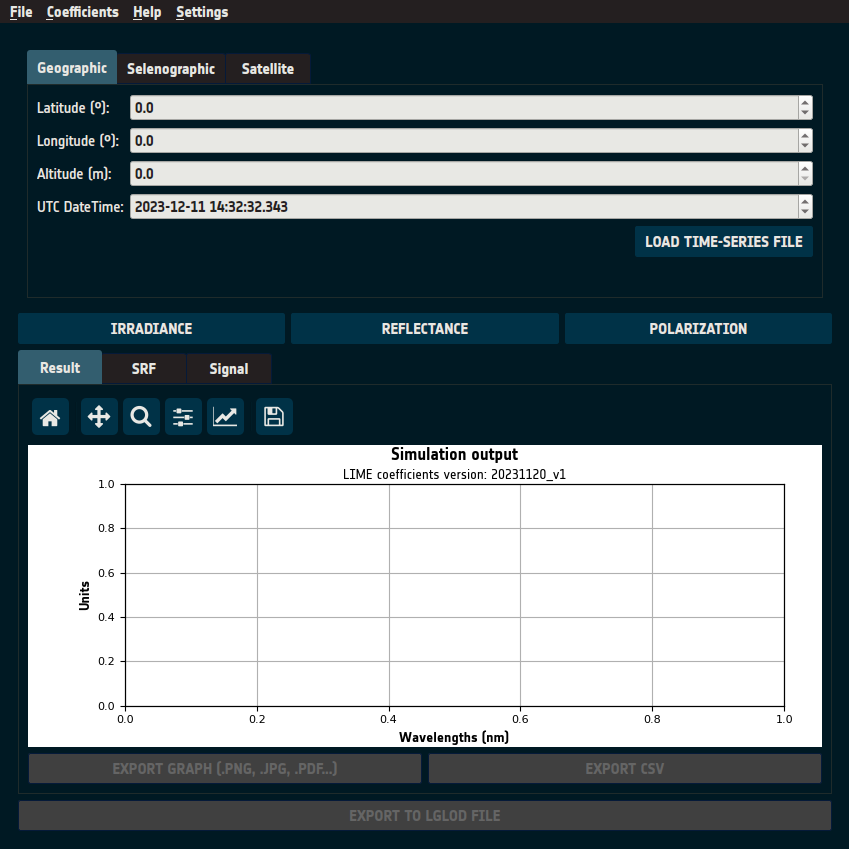 File Coefficients Help Settings
Geographic Selenographic Satellite
Latitude (º): 0.0
Longitude (º): 0.0
Altitude (m): 0.0
UTC DateTime: 2023-12-11 14:32:32.343
LOAD TIME-SERIES FILE
IRRADIANCE REFLECTANCE POLARIZATION
Result SRF Signal
Simulation output
LIME coefficients version: 20231120_v1
1.0
0.8
0.6
0.4
0.2
0.0
Units
0.0 0.2 0.4 0.6 0.8 1.0
Wavelengths (nm)
EXPORT GRAPH (.PNG, .JPG, .PDF...) EXPORT CSV
EXPORT TO LGLOD FILE